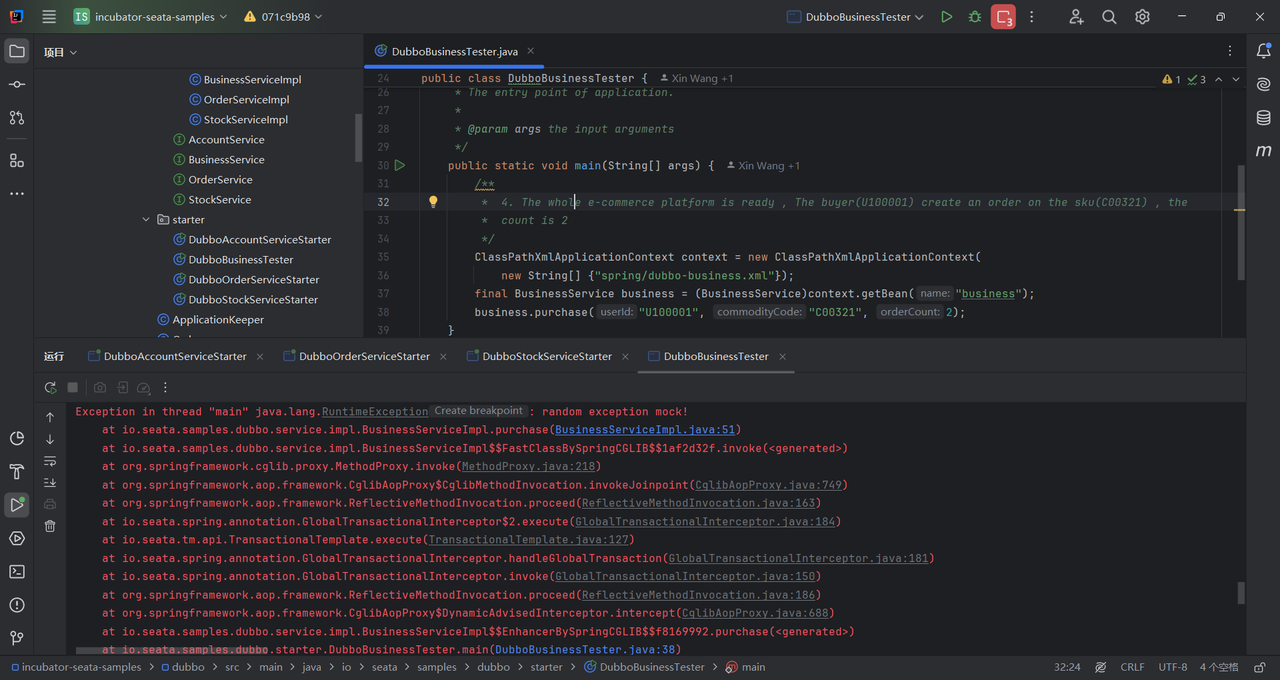 IS incubator-seata-samples 071c9b98 DubboBusinessTester 3
项目
BusinessServiceImpl
OrderServiceImpl
StockServiceImpl
AccountService
BusinessService
OrderService
StockService
starter
DubboAccountServiceStarter
DubboBusinessTester
DubboOrderServiceStarter
DubboStockServiceStarter
ApplicationKeeper
DubboBusinessTester.java
24 public class DubboBusinessTester { Xin Wang +1
1 3
26 * The entry point of application.
27 *
28 * @param args the input arguments
29 */
30 public static void main(String[] args) { Xin Wang +1
31 /**
32 * 4. The whole e-commerce platform is ready , The buyer(U100001) create an order on the sku(C00321) , the
33 * count is 2
34 */
35 ClassPathXmlApplicationContext context = new ClassPathXmlApplicationContext(
36 new String[] {"spring/dubbo-business.xml"});
37 final BusinessService business = (BusinessService)context.getBean( name: "business");
38 business.purchase( userId: "U100001", commodityCode: "C00321", orderCount: 2);
39 }
m
运行 DubboAccountServiceStarter DubboOrderServiceStarter DubboStockServiceStarter DubboBusinessTester
Exception in thread "main" java.lang.RuntimeException Create breakpoint : random exception mock!
at io.seata.samples.dubbo.service.impl.BusinessServiceImpl.purchase(BusinessServiceImpl.java:51)
at io.seata.samples.dubbo.service.impl.BusinessServiceImpl$$FastClassBySpringCGLIB$$1af2d32f.invoke(<generated>)
at org.springframework.cglib.proxy.MethodProxy.invoke(MethodProxy.java:218)
at org.springframework.aop.framework.CglibAopProxy$CglibMethodInvocation.invokeJoinpoint(CglibAopProxy.java:749)
at org.springframework.aop.framework.ReflectiveMethodInvocation.proceed(ReflectiveMethodInvocation.java:163)
at io.seata.spring.annotation.GlobalTransactionalInterceptor$2.execute(GlobalTransactionalInterceptor.java:184)
at io.seata.tm.api.TransactionalTemplate.execute(TransactionalTemplate.java:127)
at io.seata.spring.annotation.GlobalTransactionalInterceptor.handleGlobalTransaction(GlobalTransactionalInterceptor.java:181)
at io.seata.spring.annotation.GlobalTransactionalInterceptor.invoke(GlobalTransactionalInterceptor.java:150)
at org.springframework.aop.framework.ReflectiveMethodInvocation.proceed(ReflectiveMethodInvocation.java:186)
at org.springframework.aop.framework.CglibAopProxy$DynamicAdvisedInterceptor.intercept(CglibAopProxy.java:688)
at io.seata.samples.dubbo.service.impl.BusinessServiceImpl$$EnhancerBySpringCGLIB$$f8169992.purchase(<generated>)
at io.seata.samples.dubbo.starter.DubboBusinessTester.main(DubboBusinessTester.java:38)
incubator-seata-samples > dubbo > src > main > java > io > seata > samples > dubbo > starter > DubboBusinessTester > main 32:24 CRLF UTF-8 4 个空格